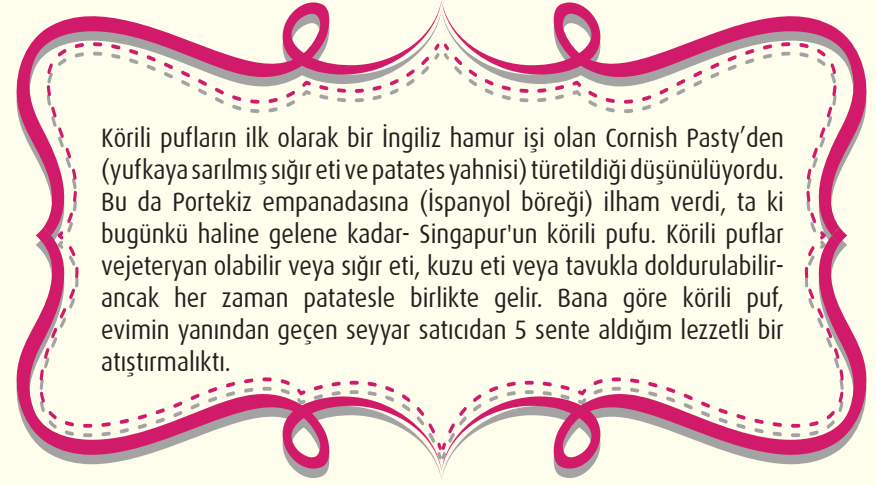 Körili pufların ilk olarak bir İngiliz hamur işi olan Cornish Pasty’den
(yufkaya sarılmış sığır eti ve patates yahnisi) türetildiği düşünülüyordu.
Bu da Portekiz empanadasına (İspanyol böreği) ilham verdi, ta ki
bugünkü haline gelene kadar- Singapur'un körili pufu. Körili puflar
vejeteryan olabilir veya sığır eti, kuzu eti veya tavukla doldurulabilir-
ancak her zaman patatesle birlikte gelir. Bana göre körili puf,
evimin yanından geçen seyyar satıcıdan 5 sente aldığım lezzetli bir
atıştırmalıktı.